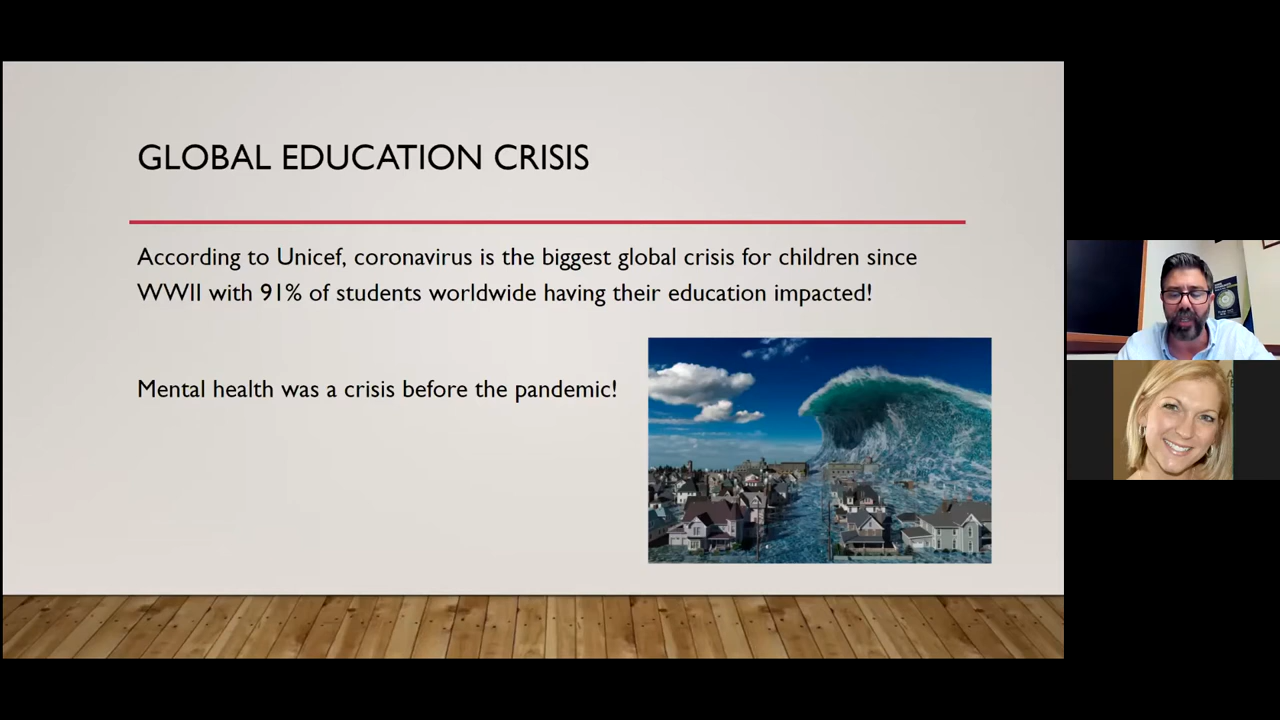 GLOBAL EDUCATION CRISIS
According to Unicef, coronavirus is the biggest global crisis for children since
WWII with 91% of students worldwide having their education impacted!
Mental health was a crisis before the pandemic!